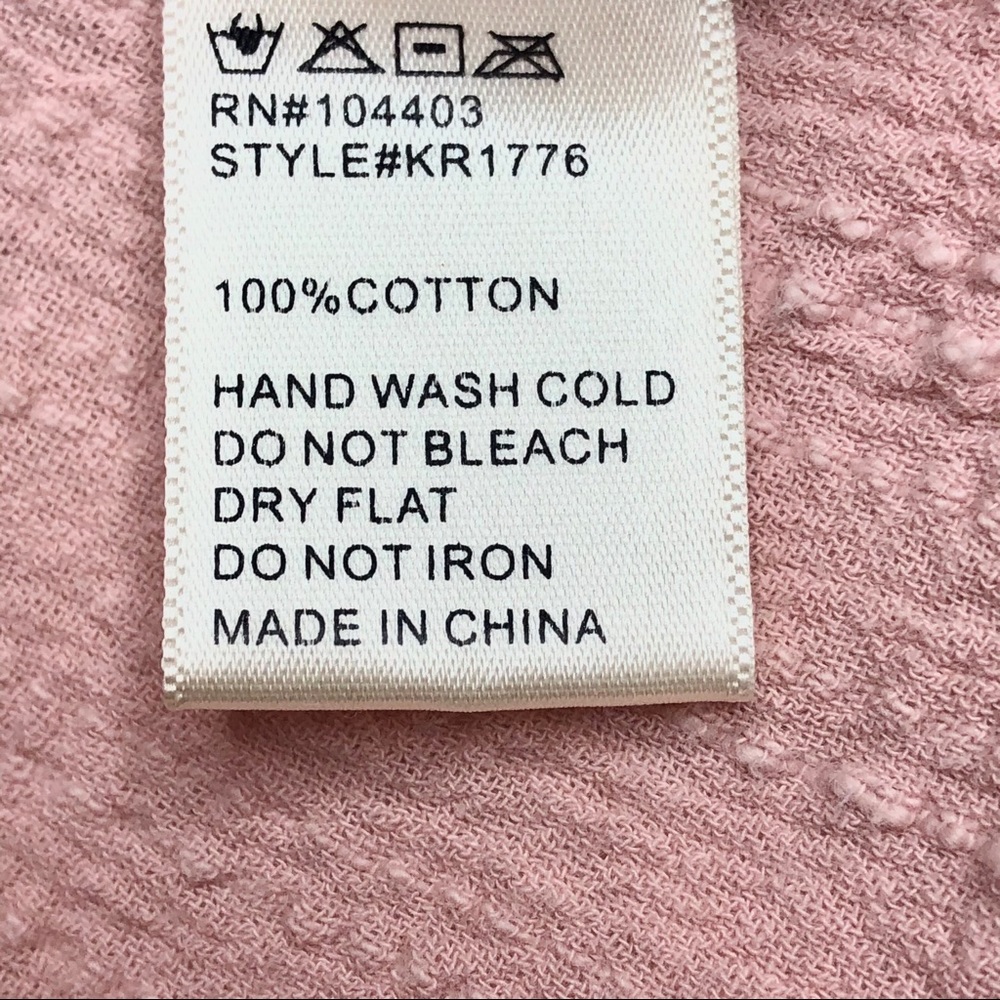 RN#104403
STYLE#KR1776
100%COTTON
HAND WASH COLD
DO NOT BLEACH
DRY FLAT
DO NOT IRON
MADE IN CHINA